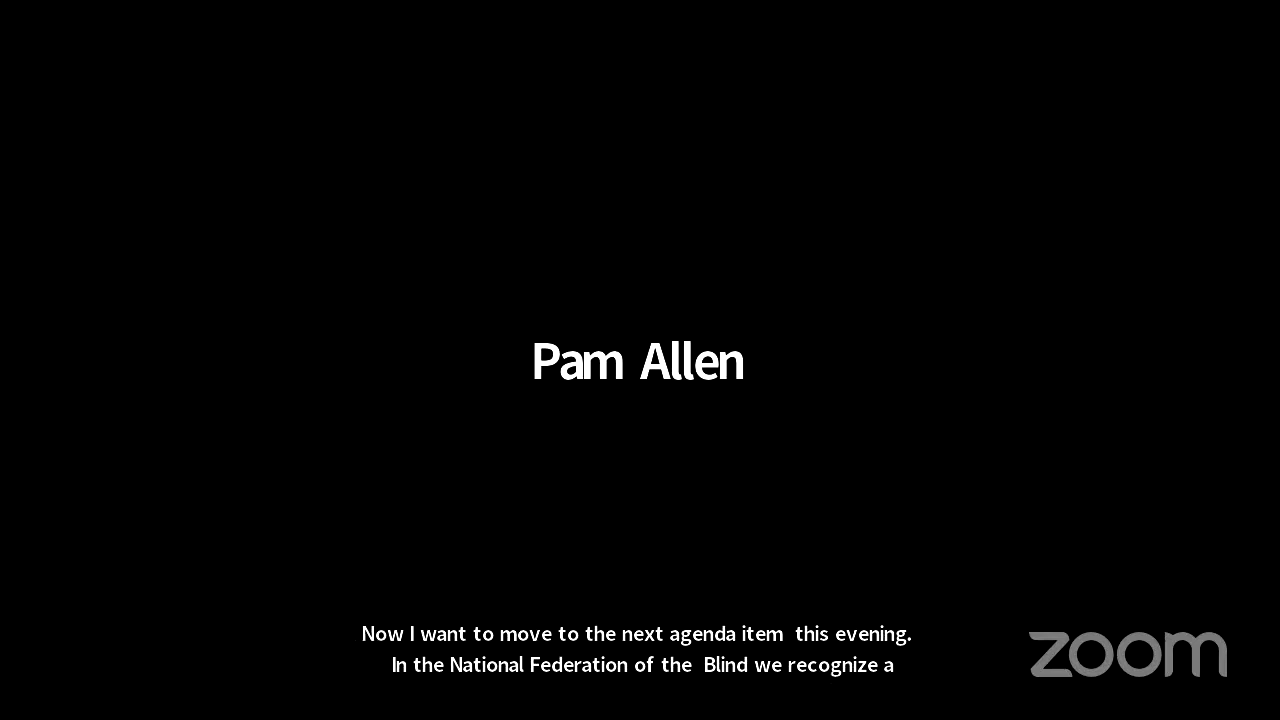 Pam Allen
Now I want to move to the next agenda item  this evening.
In the National Federation of the  Blind we recognize a
zoom